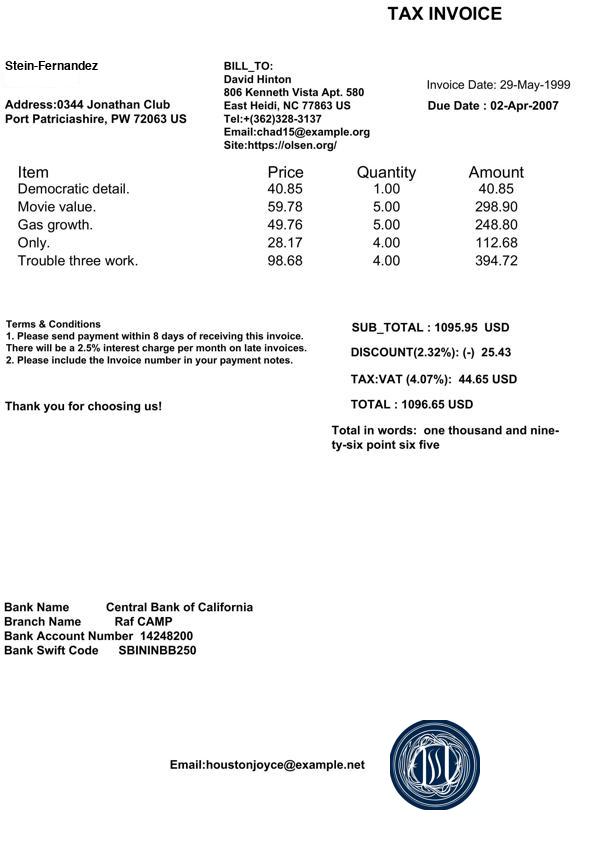 TAX INVOICE
Stein-Fernandez
Address:0344 Jonathan Club
Port Patriciashire, PW 72063 US
BILL_TO:
David Hinton
806 Kenneth Vista Apt. 580
East Heidi, NC 77863 US
Tel:+(362)328-3137
Email:chad15@example.org
Site:https://olsen.org/
Invoice Date: 29-May-1999
Due Date : 02-Apr-2007
Item Price Quantity Amount
Democratic detail. 40.85 1.00 40.85
Movie value. 59.78 5.00 298.90
Gas growth. 49.76 5.00 248.80
Only. 28.17 4.00 112.68
Trouble three work. 98.68 4.00 394.72
Terms & Conditions
1. Please send payment within 8 days of receiving this invoice.
There will be a 2.5% interest charge per month on late invoices.
2. Please include the Invoice number in your payment notes.
Thank you for choosing us!
SUB_TOTAL : 1095.95 USD
DISCOUNT(2.32%): (-) 25.43
TAX:VAT (4.07%): 44.65 USD
TOTAL : 1096.65 USD
Total in words: one thousand and nine-
ty-six point six five
Bank Name Central Bank of California
Branch Name Raf CAMP
Bank Account Number 14248200
Bank Swift Code SBININBB250
Email:houstonjoyce@example.net